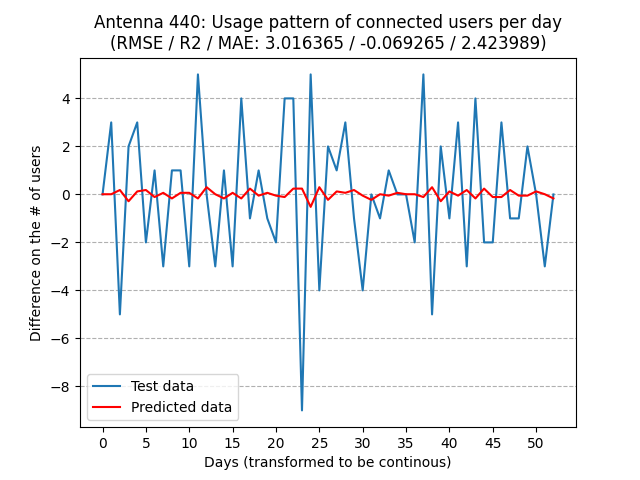 Antenna 440: Usage pattern of connected users per day
(RMSE / R2 / MAE: 3.016365 / -0.069265 / 2.423989)
Difference on the # of users
4
2
0
−2
−4
−6
−8
Test data
Predicted data
0 5 10 15 20 25 30 35 40 45 50
Days (transformed to be continous)